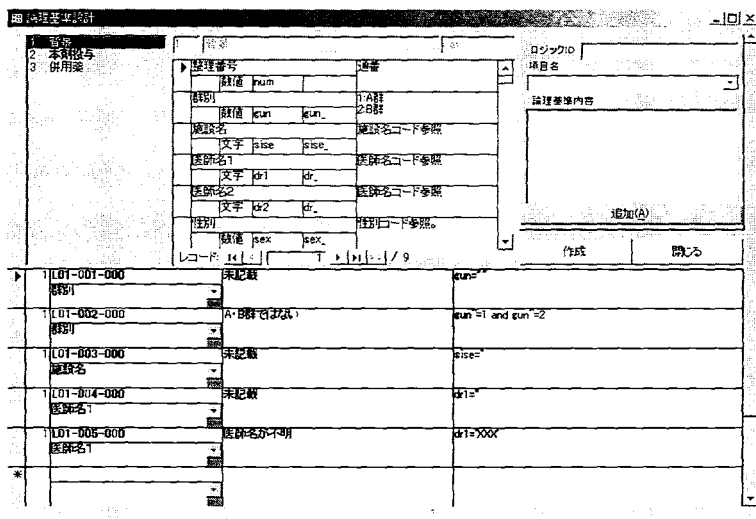 論理基準設計
1 背景
2 本剤投与
3 併用薬
1 背景
整理番号 通番
数値 num
群別 1:A群
2:B群
数値 gun gun_
施設名 施設名コード参照
文字 sise sise_
医師名1 医師名コード参照
文字 dr1 dr_
医師名2 医師名コード参照
文字 dr2 dr_
性別 性別コード参照。
数値 sex sex_
レコード: 1 / 9
ロジックID
項目名
論理基準内容
追加(A)
作成 閉じる
1 L01-001-000 未記載 gun=""
群別
1 L01-002-000 A・B群ではない gun^=1 and gun^=2
群別
1 L01-003-000 未記載 sise="
施設名
1 L01-004-000 未記載 dr1="
医師名1
1 L01-005-000 医師名が不明 dr1='XXX'
医師名1